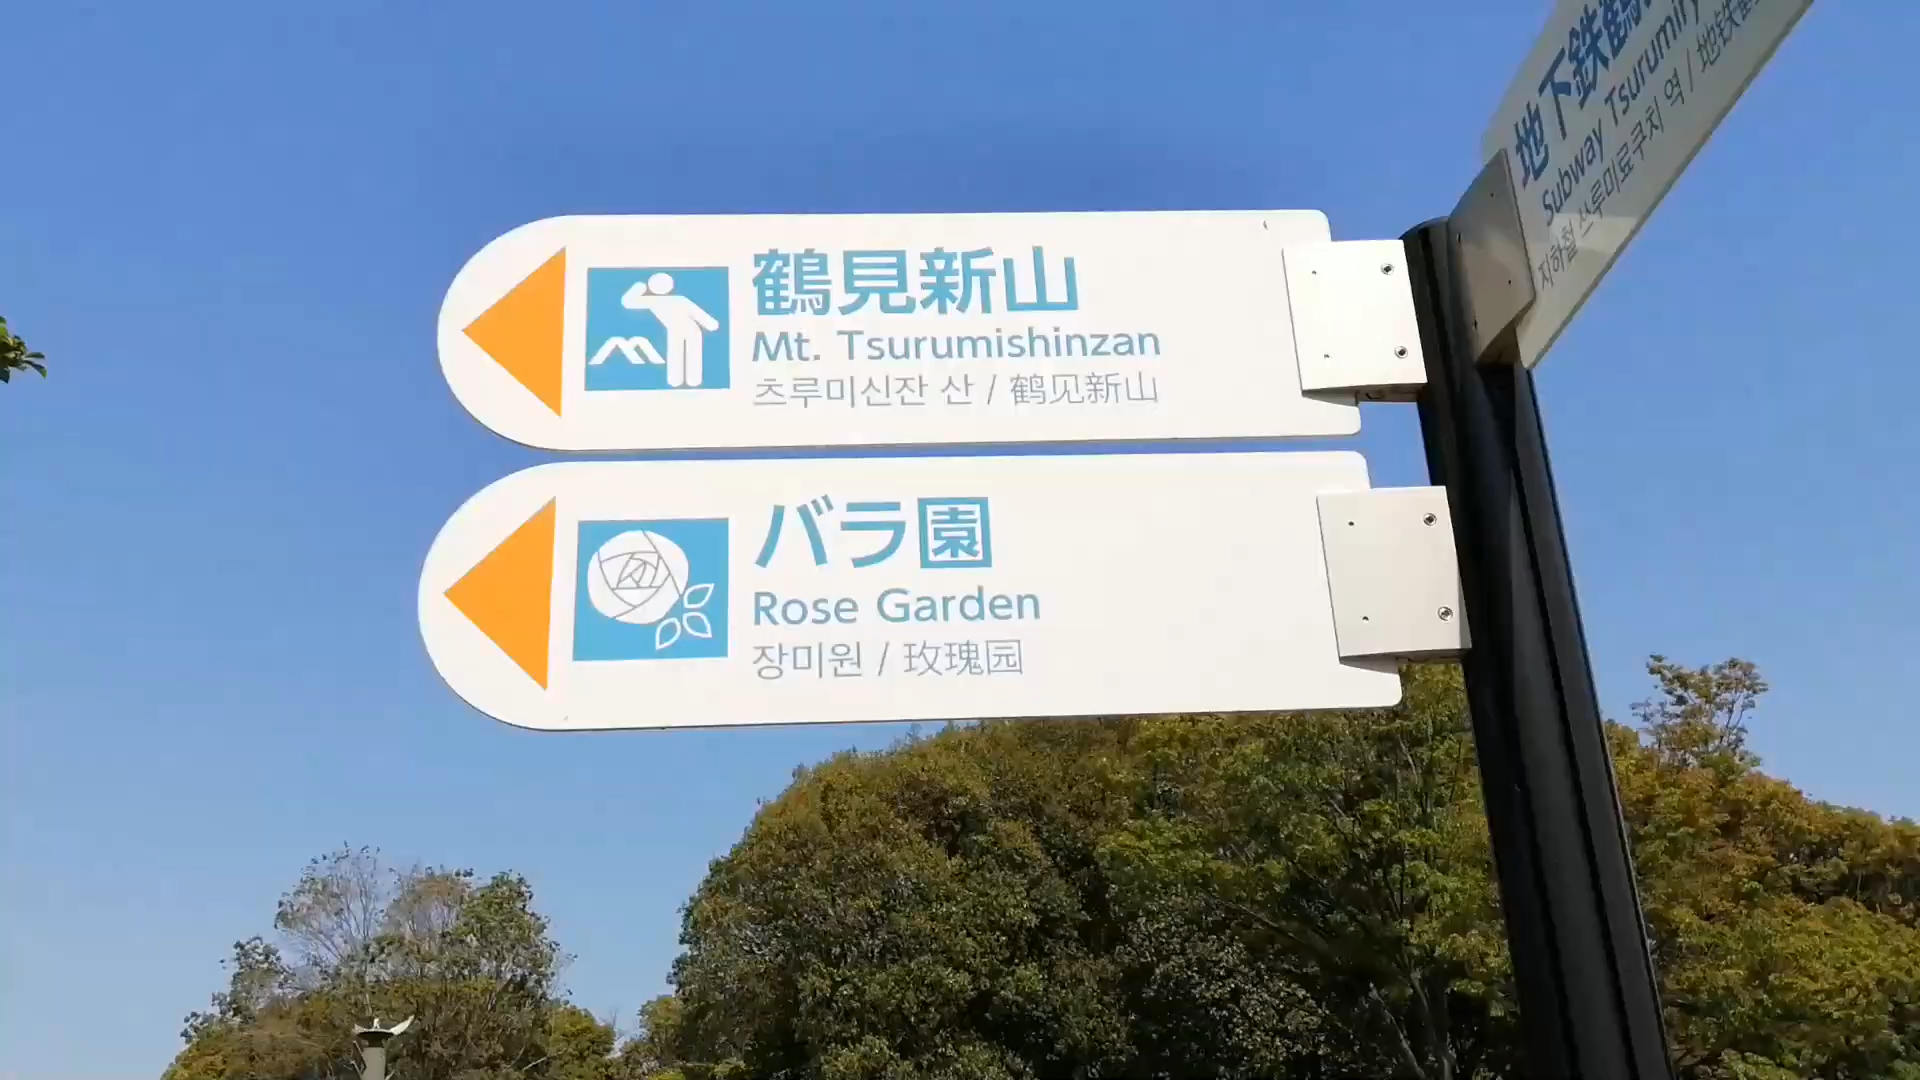 鶴見新山
Mt. Tsurumishinzan
츠루미신잔 산 / 鹤见新山
バラ園
Rose Garden
장미원 / 玫瑰园
地下鉄鶴
Subway Tsurumiry
지하철 쓰루미료쿠치 역 / 地铁鹤